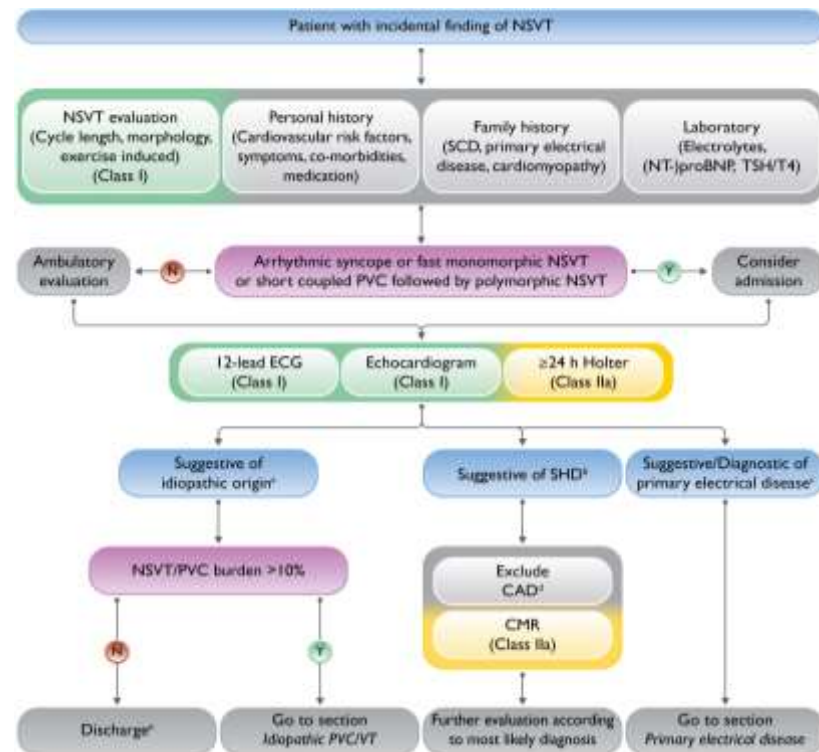 Patient with incidental finding of NSVT
NSVT evaluation
(Cycle length, morphology,
exercise induced)
(Class I)
Personal history
(Cardiovascular risk factors,
symptoms, co-morbidities,
medication)
Family history
(SCD, primary electrical
disease, cardiomyopathy)
Laboratory
(Electrolytes,
(NT-)proBNP, TSH/T4)
Ambulatory
evaluation
N
Arrhythmic syncope or fast monomorphic NSVT
or short coupled PVC followed by polymorphic NSVT
Y
Consider
admission
12-lead ECG
(Class I)
Echocardiogram
(Class I)
≥24 h Holter
(Class IIa)
Suggestive of
idiopathic originᵃ
Suggestive of SHDᵇ
Suggestive/Diagnostic of
primary electrical diseaseᶜ
NSVT/PVC burden >10%
Exclude
CADᵈ
CMR
(Class IIa)
N
Y
Dischargeᵉ
Go to section
Idiopathic PVC/VT
Further evaluation according
to most likely diagnosis
Go to section
Primary electrical disease